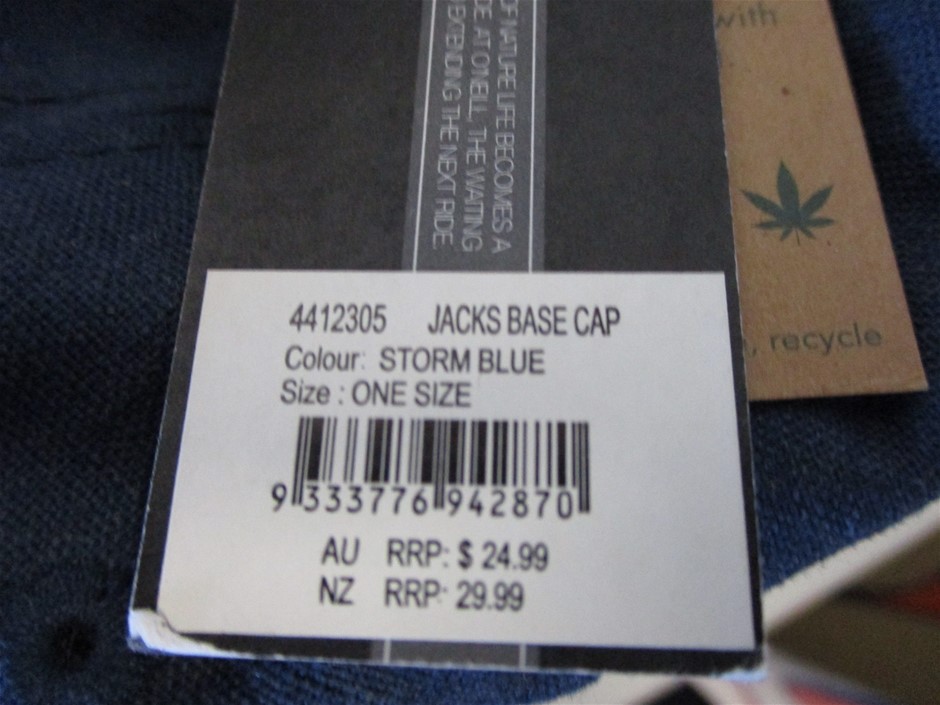 OF NATURE LIFE BECOMES A
DE. AT O'NEILL, THE WAITING
EXTENDING THE NEXT RIDE.
with
, recycle
4412305 JACKS BASE CAP
Colour: STORM BLUE
Size : ONE SIZE
9 333776 942870
AU RRP: $ 24.99
NZ RRP: 29.99